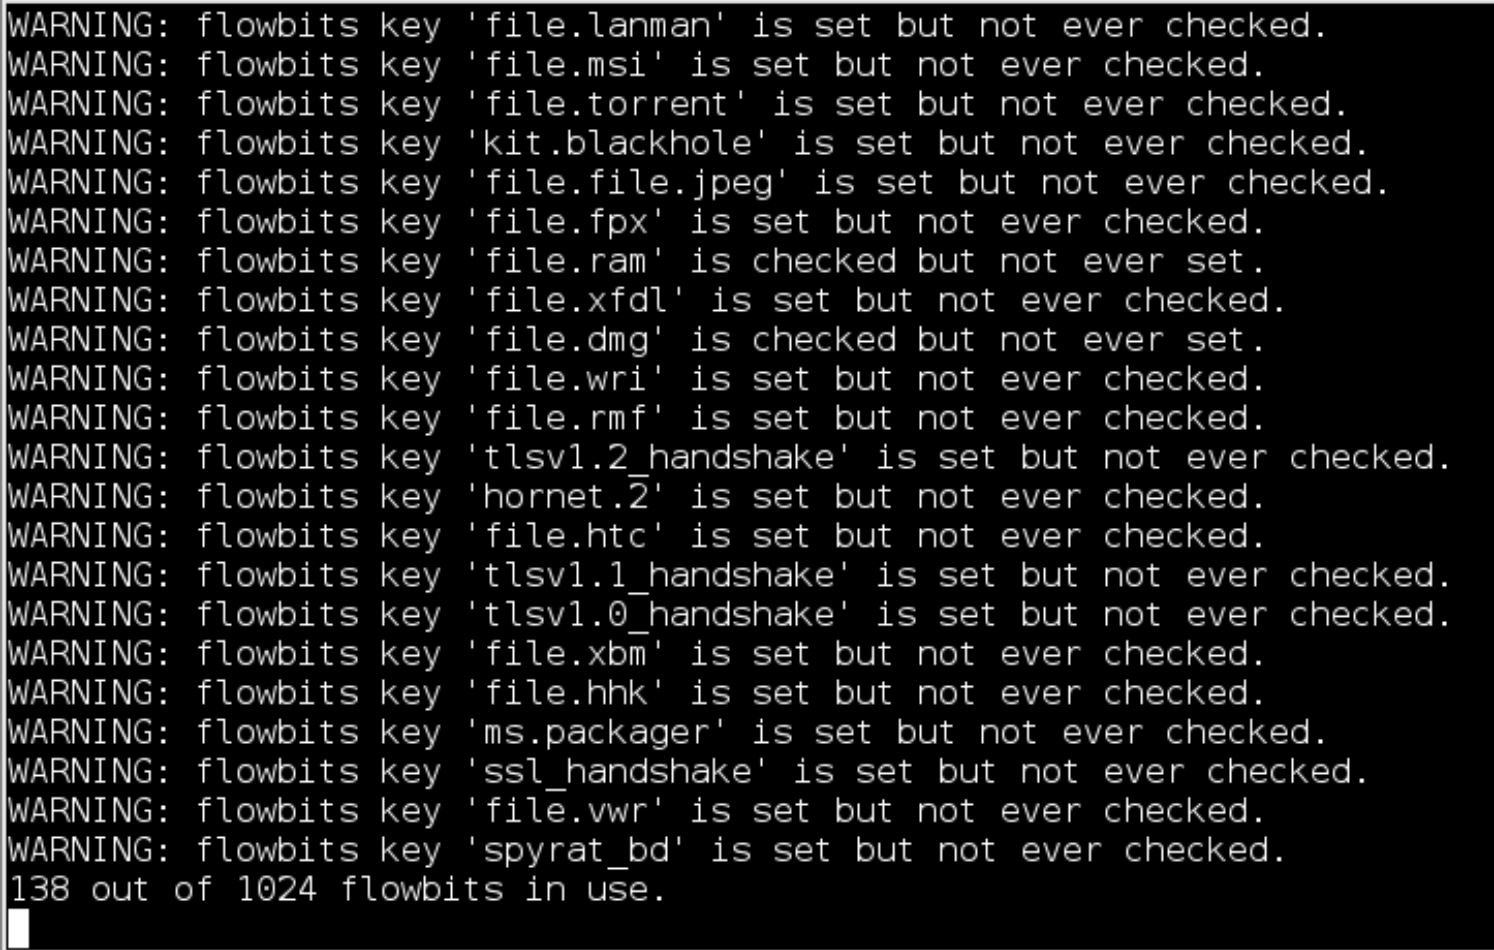 WARNING: flowbits key 'file.lanman' is set but not ever checked.
WARNING: flowbits key 'file.msi' is set but not ever checked.
WARNING: flowbits key 'file.torrent' is set but not ever checked.
WARNING: flowbits key 'kit.blackhole' is set but not ever checked.
WARNING: flowbits key 'file.file.jpeg' is set but not ever checked.
WARNING: flowbits key 'file.fpx' is set but not ever checked.
WARNING: flowbits key 'file.ram' is checked but not ever set.
WARNING: flowbits key 'file.xfdl' is set but not ever checked.
WARNING: flowbits key 'file.dmg' is checked but not ever set.
WARNING: flowbits key 'file.wri' is set but not ever checked.
WARNING: flowbits key 'file.rmf' is set but not ever checked.
WARNING: flowbits key 'tlsv1.2_handshake' is set but not ever checked.
WARNING: flowbits key 'hornet.2' is set but not ever checked.
WARNING: flowbits key 'file.htc' is set but not ever checked.
WARNING: flowbits key 'tlsv1.1_handshake' is set but not ever checked.
WARNING: flowbits key 'tlsv1.0_handshake' is set but not ever checked.
WARNING: flowbits key 'file.xbm' is set but not ever checked.
WARNING: flowbits key 'file.hhk' is set but not ever checked.
WARNING: flowbits key 'ms.packager' is set but not ever checked.
WARNING: flowbits key 'ssl_handshake' is set but not ever checked.
WARNING: flowbits key 'file.vwr' is set but not ever checked.
WARNING: flowbits key 'spyrat_bd' is set but not ever checked.
138 out of 1024 flowbits in use.